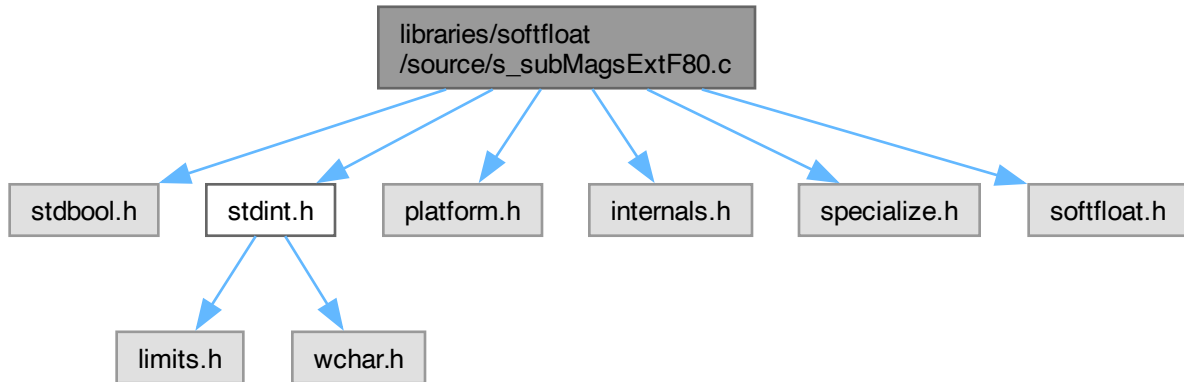 libraries/softfloat
/source/s_subMagsExtF80.c
stdbool.h
stdint.h
platform.h
internals.h
specialize.h
softfloat.h
limits.h
wchar.h